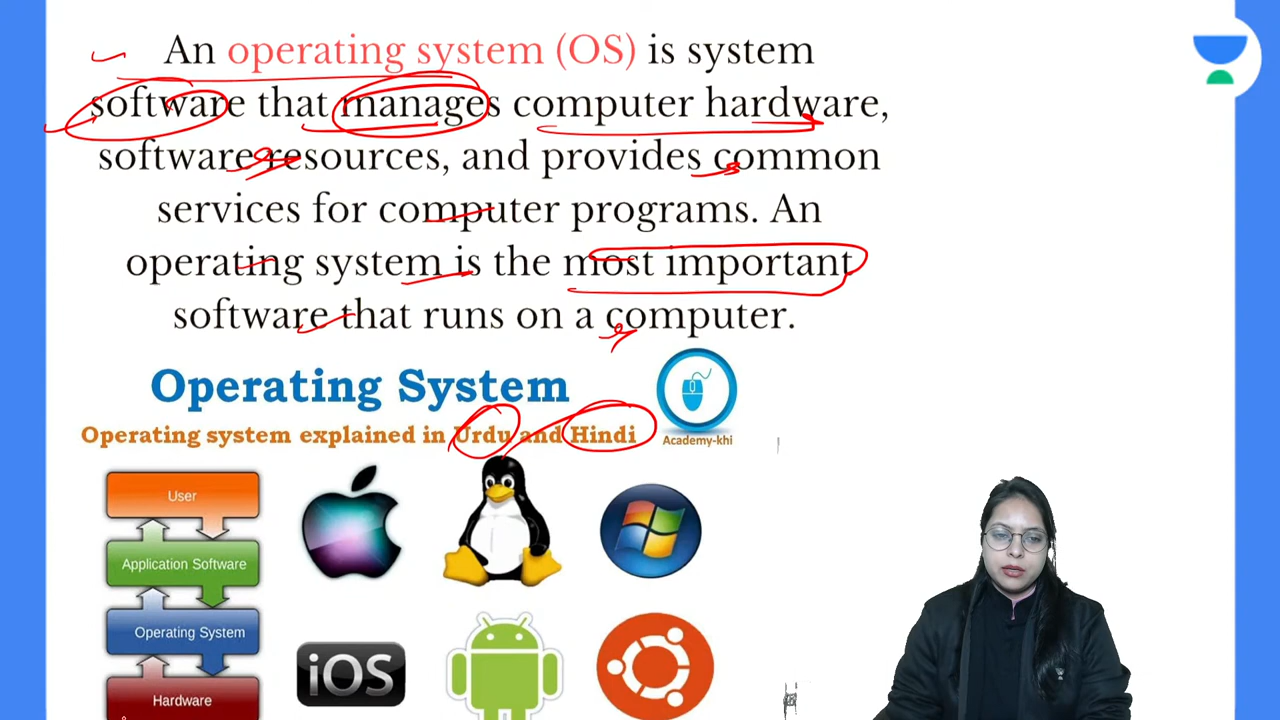 An operating system (OS) is system
software that manages computer hardware,
software resources, and provides common
services for computer programs. An
operating system is the most important
software that runs on a computer.
Operating System
Operating system explained in Urdu and Hindi
Academy-khi
User
Application Software
Operating System
iOS
Hardware